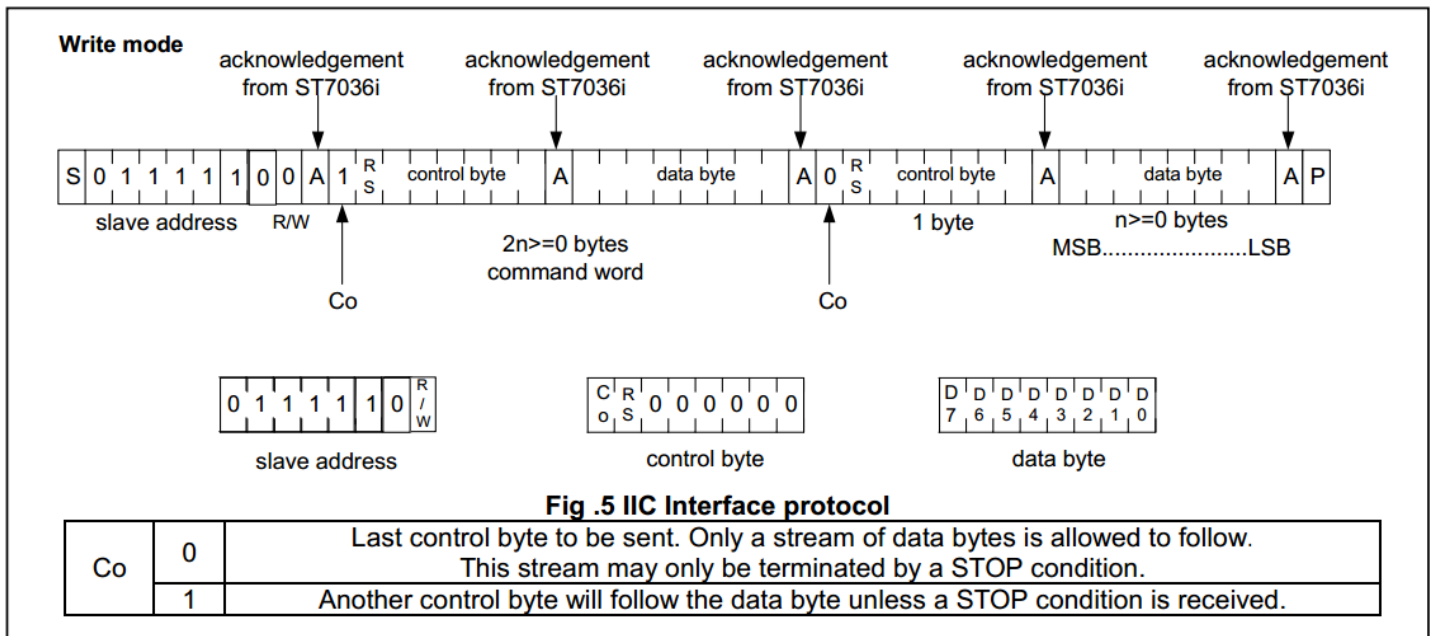 Write mode
acknowledgement from ST7036i
acknowledgement from ST7036i
acknowledgement from ST7036i
acknowledgement from ST7036i
acknowledgement from ST7036i
S 0 1 1 1 1 1 0 0 A 1 RS control byte A data byte A 0 RS control byte A data byte A P
slave address R/W 1 byte n>=0 bytes
2n>=0 bytes MSB.......................LSB
command word
Co Co
0 1 1 1 1 1 0 R/W
Co RS 0 0 0 0 0 0
D7 D6 D5 D4 D3 D2 D1 D0
slave address control byte data byte
Fig .5 IIC Interface protocol
Co 0 Last control byte to be sent. Only a stream of data bytes is allowed to follow.
This stream may only be terminated by a STOP condition.
1 Another control byte will follow the data byte unless a STOP condition is received.